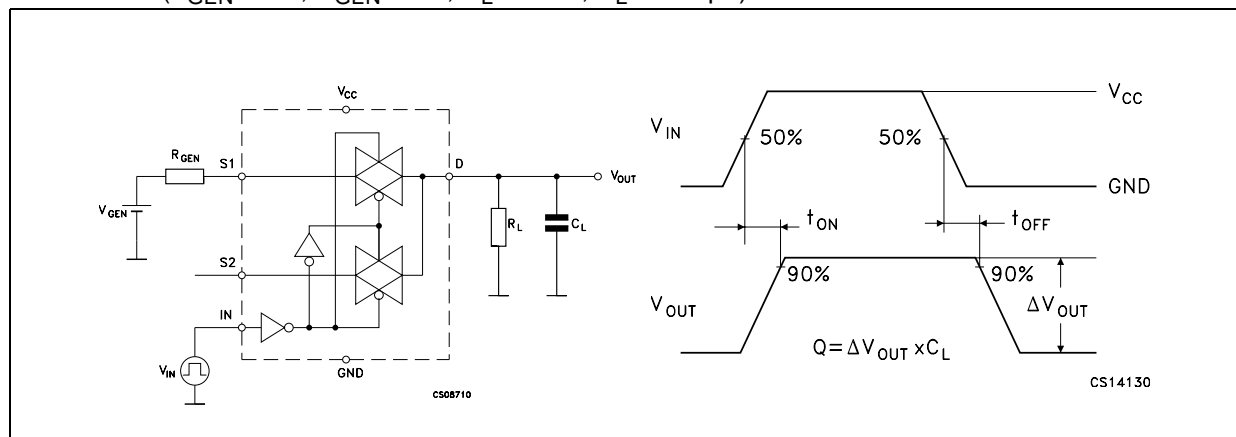 V_CC
R_GEN
S1
D
V_OUT
V_GEN
R_L
C_L
S2
IN
V_IN
GND
CS08710
V_IN
50%
50%
V_CC
GND
t_ON
t_OFF
90%
90%
V_OUT
ΔV_OUT
Q=ΔV_OUT xC_L
CS14130